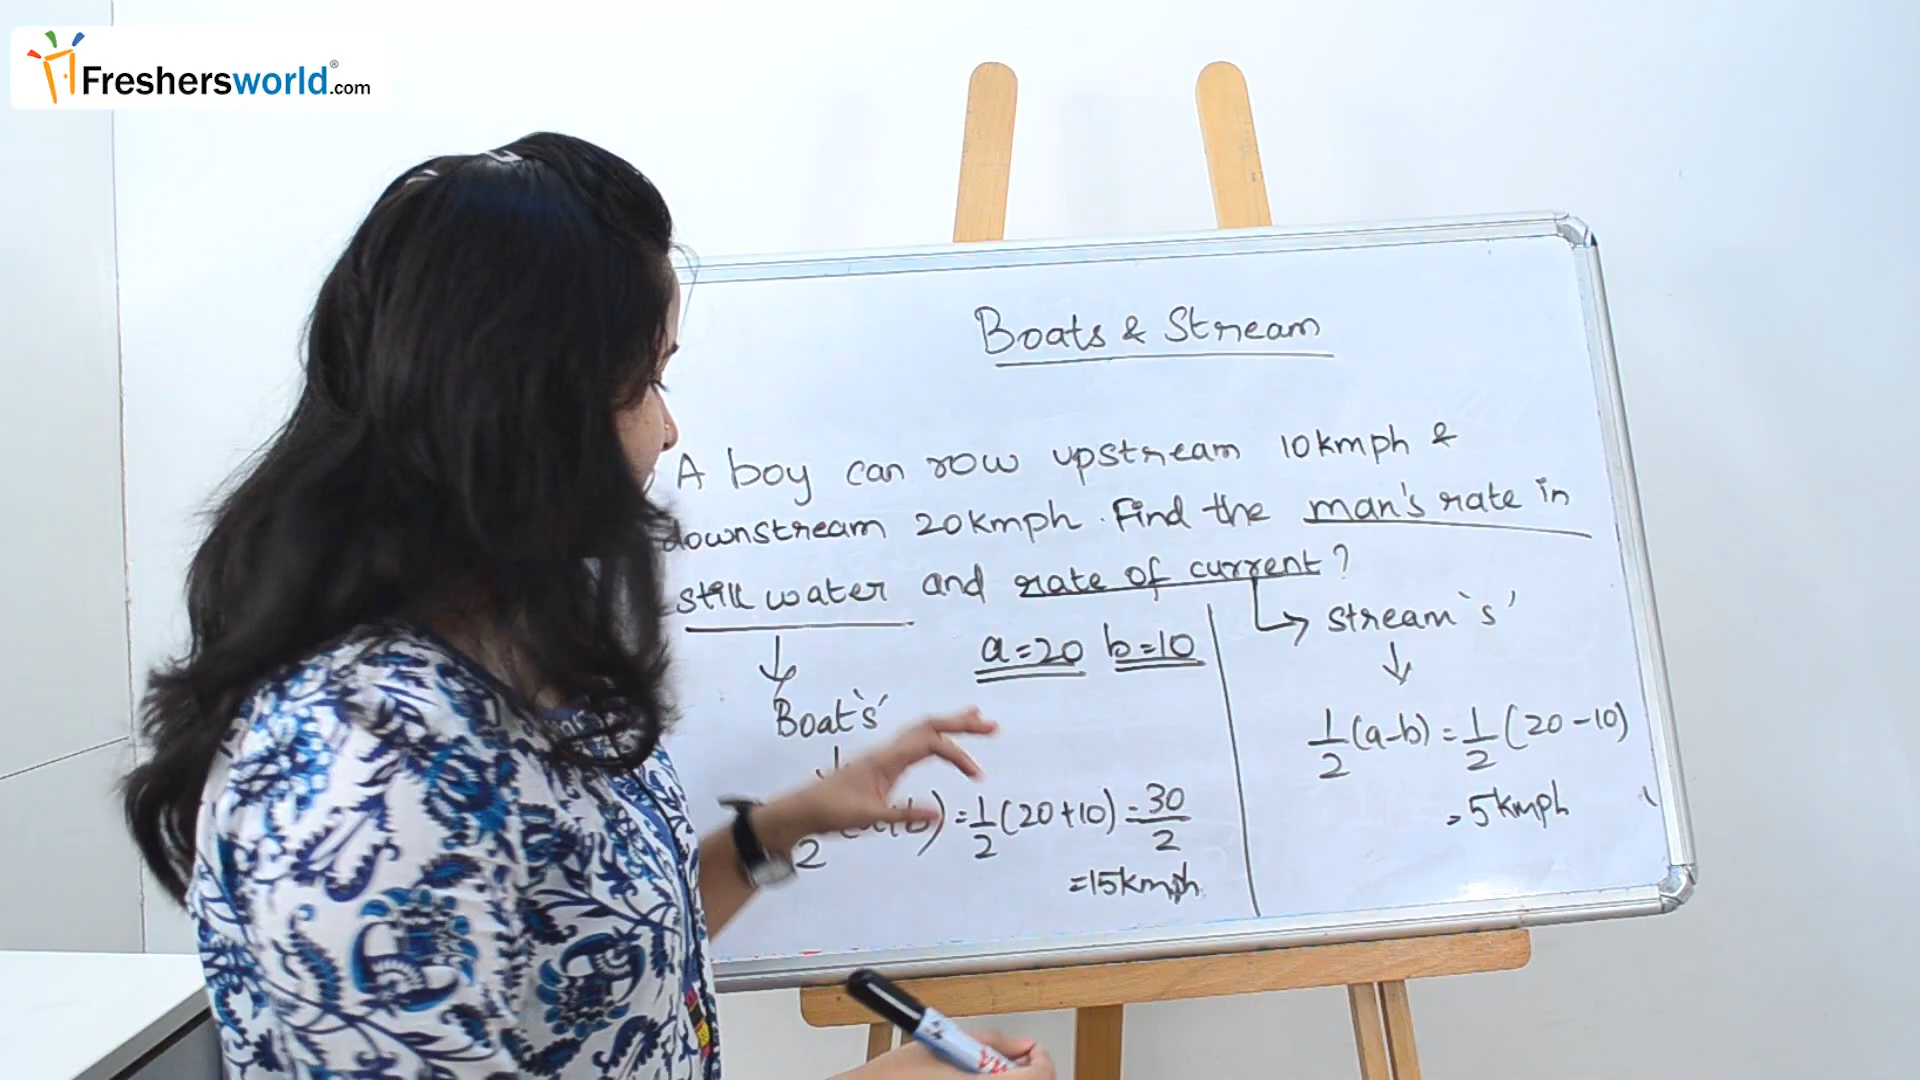 Freshersworld®.com
Boats & Stream
A boy can row upstream 10kmph &
downstream 20kmph. Find the man's rate in
still water and rate of current?
a=20 b=10
Stream 's'
Boat's'
1/2(a-b)=1/2(20-10)
=5kmph
2 (a+b)=1/2(20+10)=30/2
=15kmph